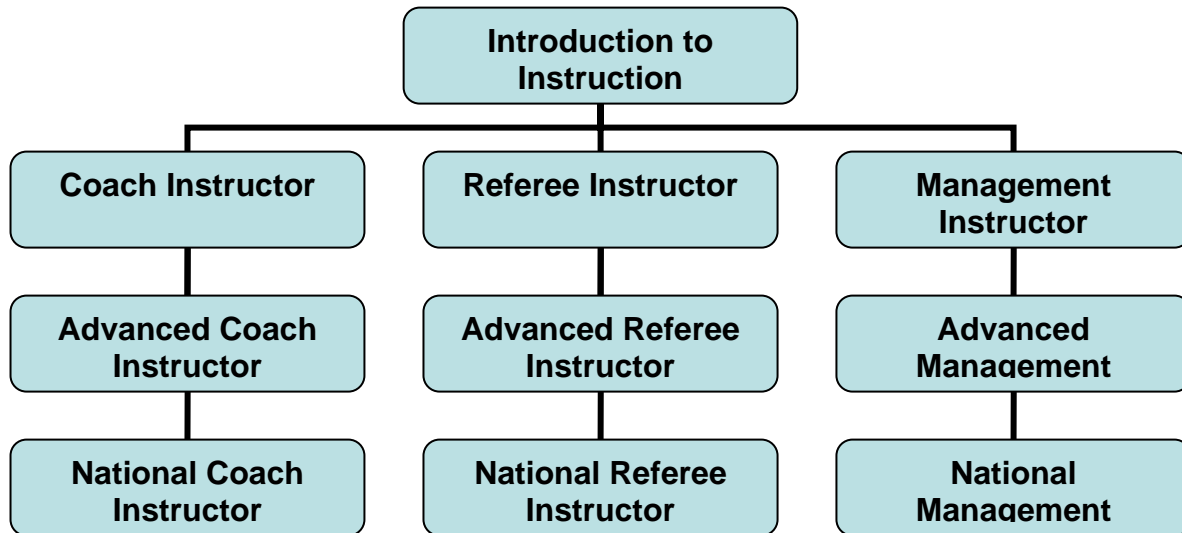 Introduction to
Instruction
Coach Instructor
Referee Instructor
Management
Instructor
Advanced Coach
Instructor
Advanced Referee
Instructor
Advanced
Management
National Coach
Instructor
National Referee
Instructor
National
Management